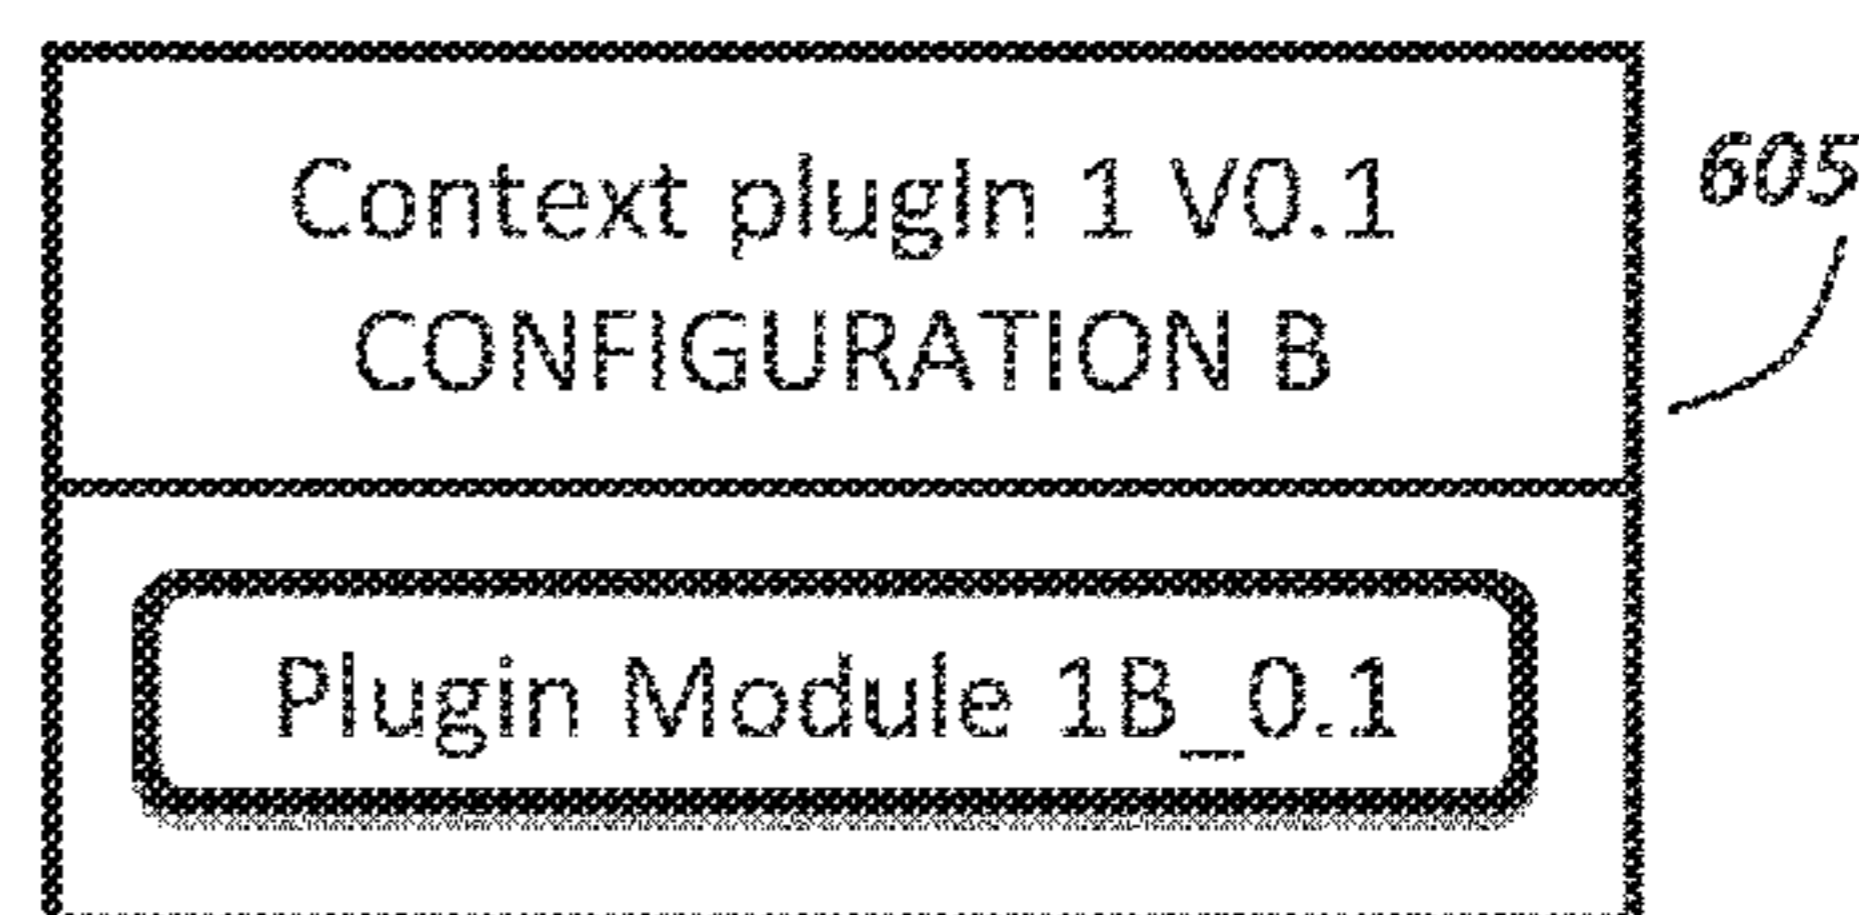 Context plugIn 1 V0.1
605
CONFIGURATION B
Plugin Module 1B_0.1